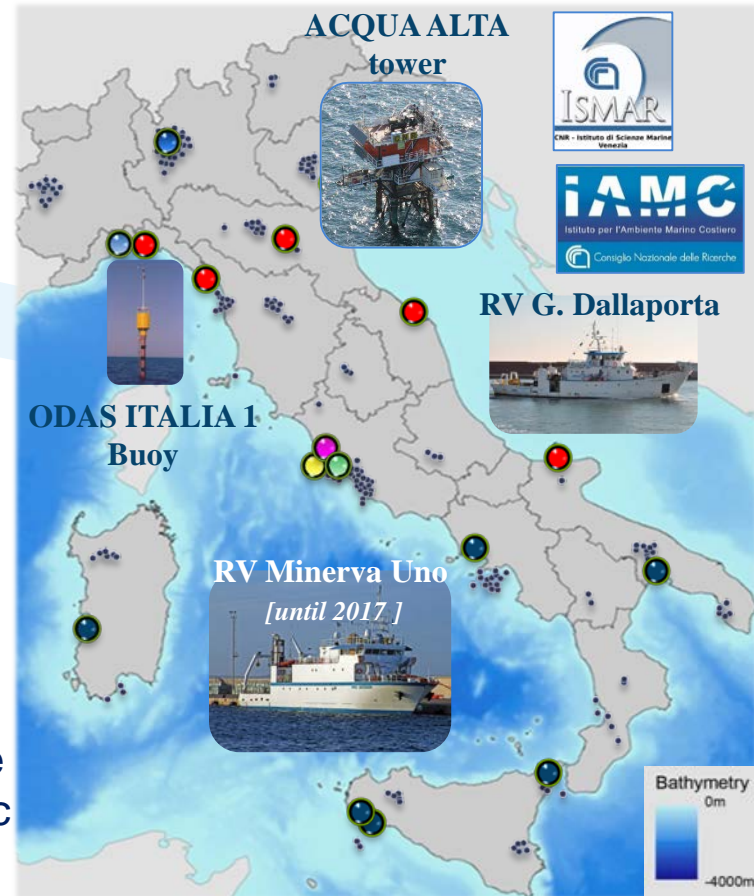 ACQUA ALTA
tower
ISMAR
CNR - Istituto di Scienze Marine
Venezia
iAMC
Istituto per l'Ambiente Marino Costiero
Consiglio Nazionale delle Ricerche
RV G. Dallaporta
ODAS ITALIA 1
Buoy
RV Minerva Uno
[until 2017 ]
e
c
Bathymetry
0m
-4000m